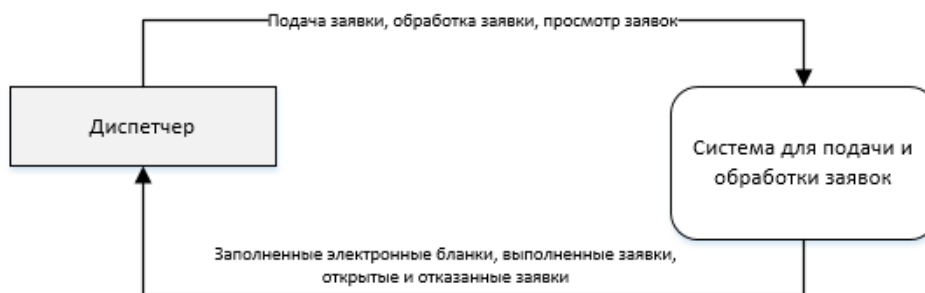 Подача заявки, обработка заявки, просмотр заявок
Диспетчер
Система для подачи и
обработки заявок
Заполненные электронные бланки, выполненные заявки,
открытые и отказанные заявки